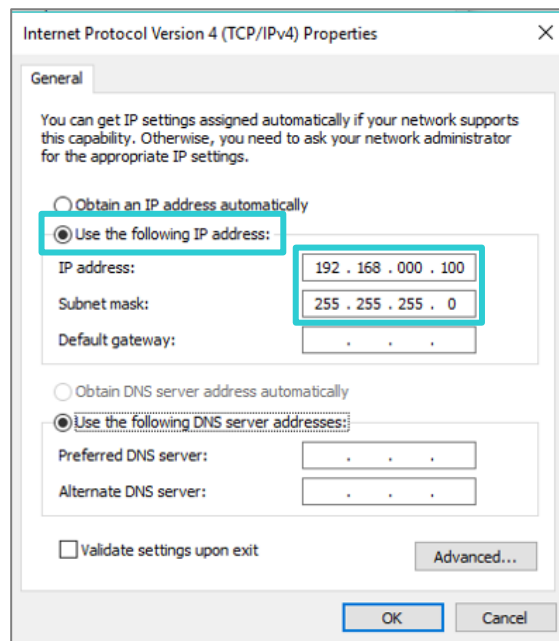 Internet Protocol Version 4 (TCP/IPv4) Properties
General
You can get IP settings assigned automatically if your network supports
this capability. Otherwise, you need to ask your network administrator
for the appropriate IP settings.
Obtain an IP address automatically
Use the following IP address:
IP address: 192 . 168 . 000 . 100
Subnet mask: 255 . 255 . 255 . 0
Default gateway: . . .
Obtain DNS server address automatically
Use the following DNS server addresses:
Preferred DNS server: . . .
Alternate DNS server: . . .
Validate settings upon exit
Advanced...
OK Cancel